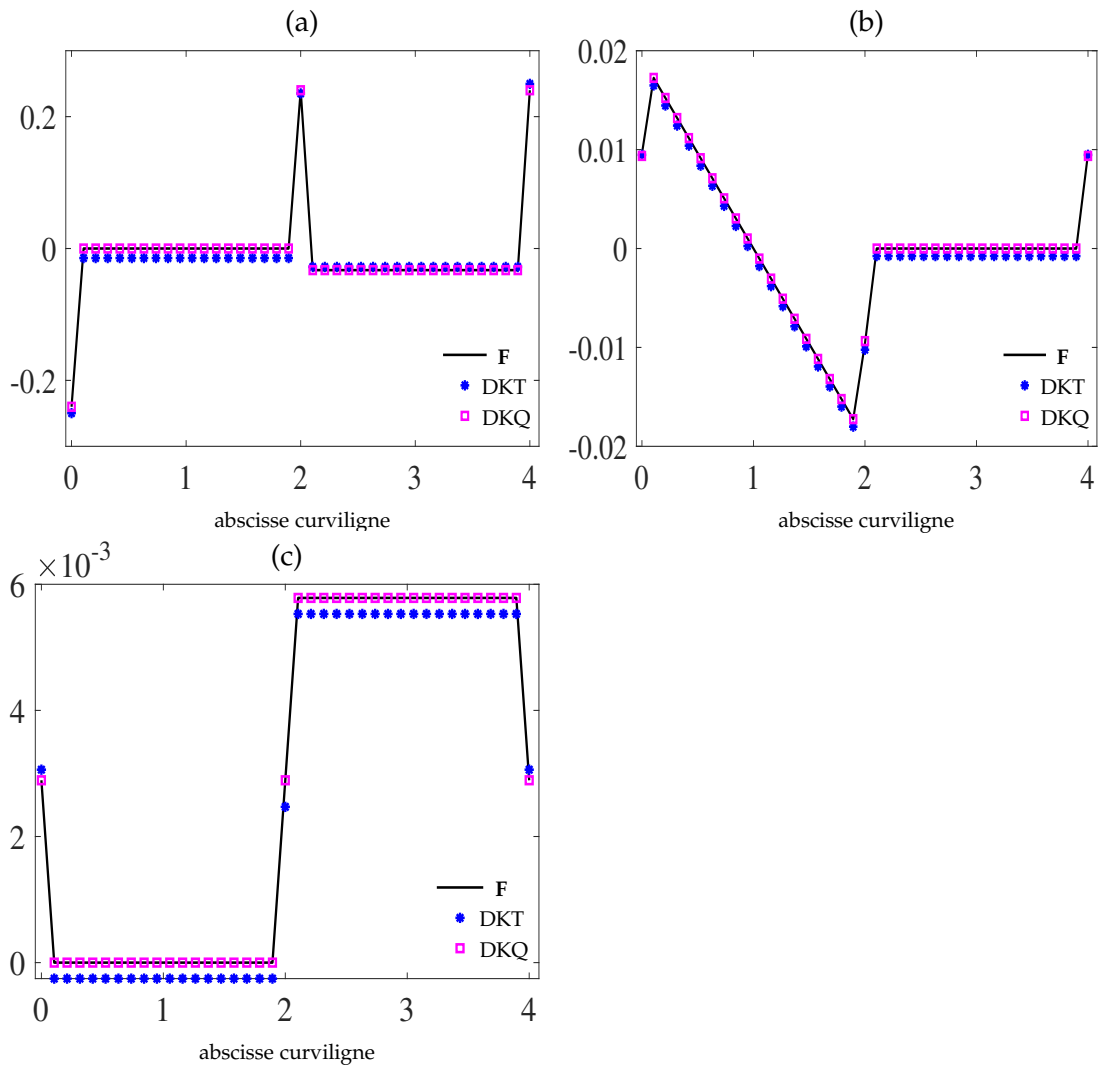 (a)
0.2
0
-0.2
F
DKT
DKQ
0 1 2 3 4
abscisse curviligne
(b)
0.02
0.01
0
-0.01
-0.02
F
DKT
DKQ
0 1 2 3 4
abscisse curviligne
(c)
×10⁻³
6
4
2
0
F
DKT
DKQ
0 1 2 3 4
abscisse curviligne